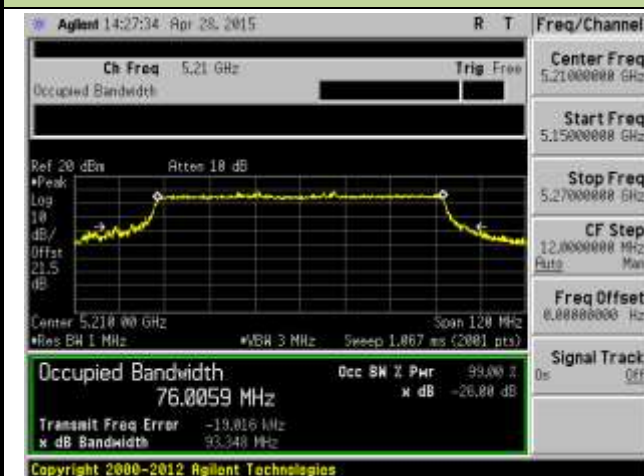 Agilent 14:27:34 Apr 28, 2015 R T
Freq/Channel
Ch Freq 5.21 GHz Trig Free
Occupied Bandwidth
Center Freq
5.21000000 GHz
Start Freq
5.15000000 GHz
Stop Freq
5.27000000 GHz
CF Step
12.0000000 MHz
Auto Man
Freq Offset
0.00000000 Hz
Signal Track
On Off
Ref 20 dBm Atten 10 dB
•Peak
Log
10
dB/
Offst
21.5
dB
Center 5.210 00 GHz Span 120 MHz
•Res BW 1 MHz •VBW 3 MHz Sweep 1.067 ms (2001 pts)
Occupied Bandwidth
76.0059 MHz
Occ BW % Pwr 99.00 %
x dB -26.00 dB
Transmit Freq Error -19.016 kHz
x dB Bandwidth 93.348 MHz
Copyright 2000-2012 Agilent Technologies